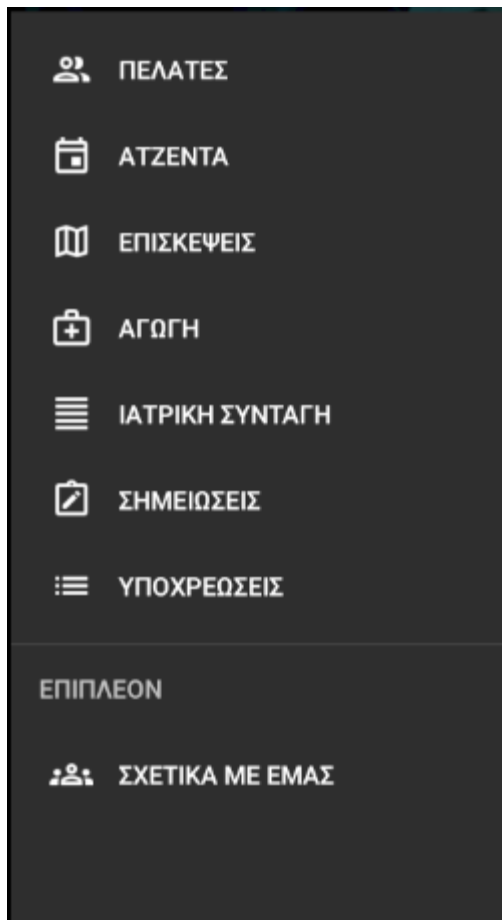 ΠΕΛΑΤΕΣ
ΑΤΖΕΝΤΑ
ΕΠΙΣΚΕΨΕΙΣ
ΑΓΩΓΗ
ΙΑΤΡΙΚΗ ΣΥΝΤΑΓΗ
ΣΗΜΕΙΩΣΕΙΣ
ΥΠΟΧΡΕΩΣΕΙΣ
ΕΠΙΠΛΕΟΝ
ΣΧΕΤΙΚΑ ΜΕ ΕΜΑΣ